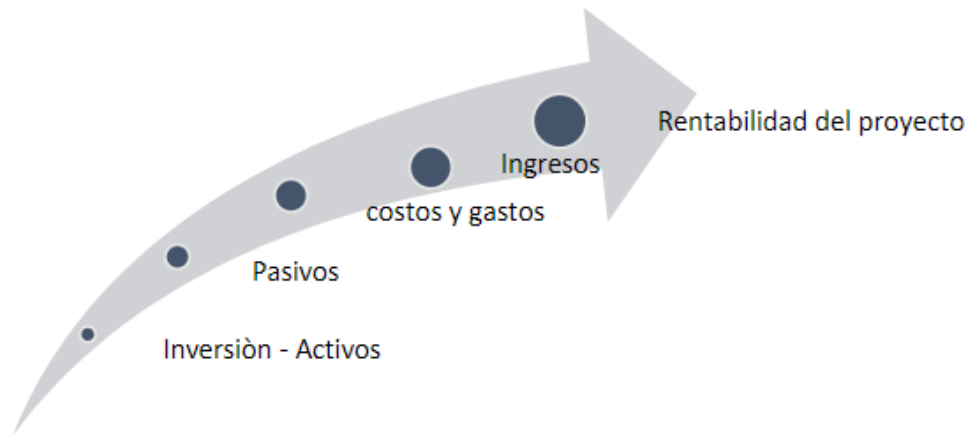 Rentabilidad del proyecto
Ingresos
costos y gastos
Pasivos
Inversiòn - Activos